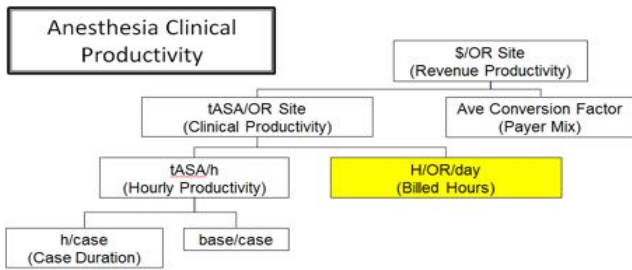 Anesthesia Clinical
Productivity
$/OR Site
(Revenue Productivity)
tASA/OR Site
(Clinical Productivity)
Ave Conversion Factor
(Payer Mix)
tASA/h
(Hourly Productivity)
H/OR/day
(Billed Hours)
h/case
(Case Duration)
base/case